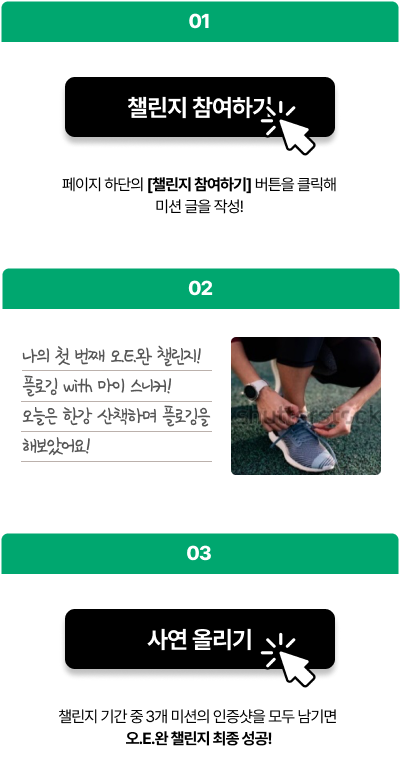 01
챌린지 참여하기
페이지 하단의 [챌린지 참여하기] 버튼을 클릭해
미션 글을 작성!
02
나의 첫 번째 오.E.완 챌린지!
플로깅 with 마이 스니커!
오늘은 한강 산책하며 플로깅을
해보았어요!
shutterstock
03
사연 올리기
챌린지 기간 중 3개 미션의 인증샷을 모두 남기면
오.E.완 챌린지 최종 성공!